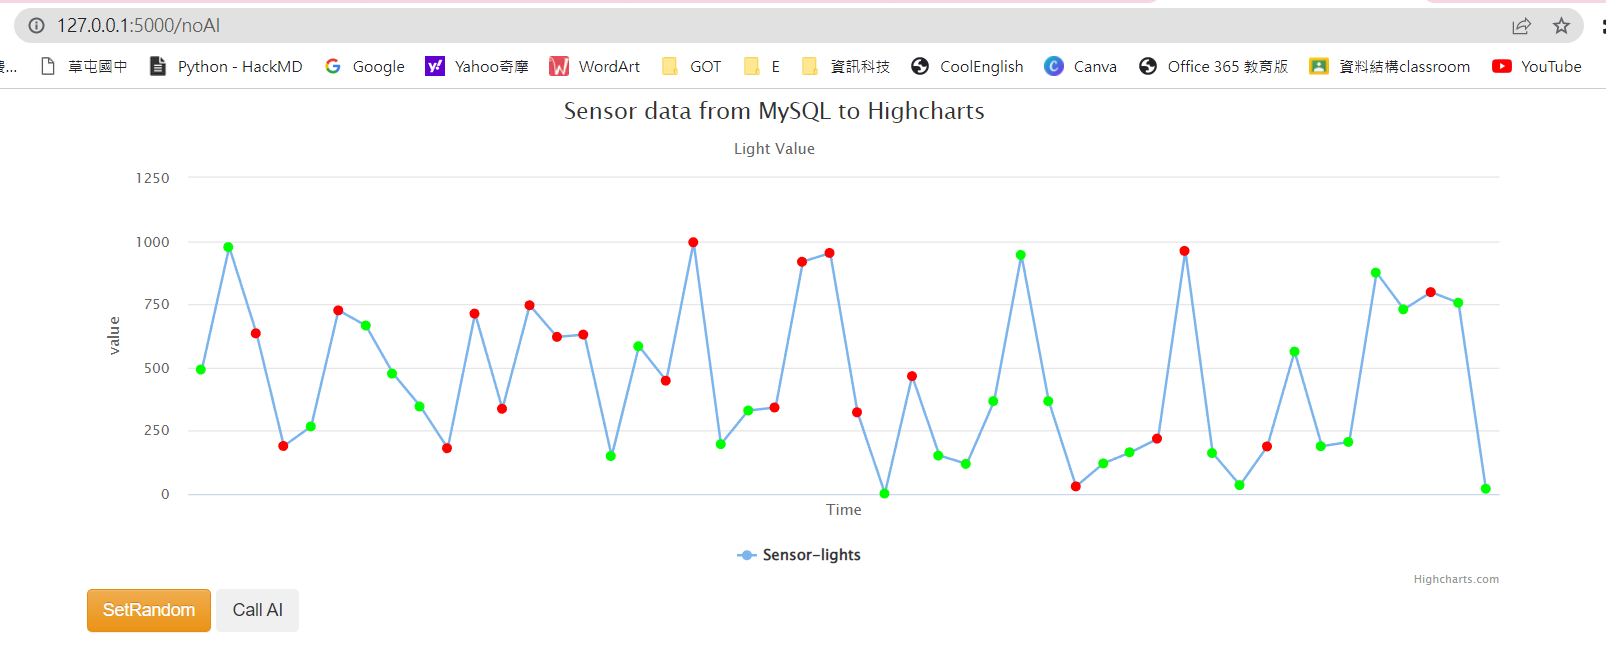 127.0.0.1:5000/noAI
... 草屯國中 Python - HackMD Google Yahoo奇摩 WordArt GOT E 資訊科技 CoolEnglish Canva Office 365 教育版 資料結構classroom YouTube
Sensor data from MySQL to Highcharts
Light Value
1250
1000
750
500
250
0
value
Time
Sensor-lights
Highcharts.com
SetRandom Call AI